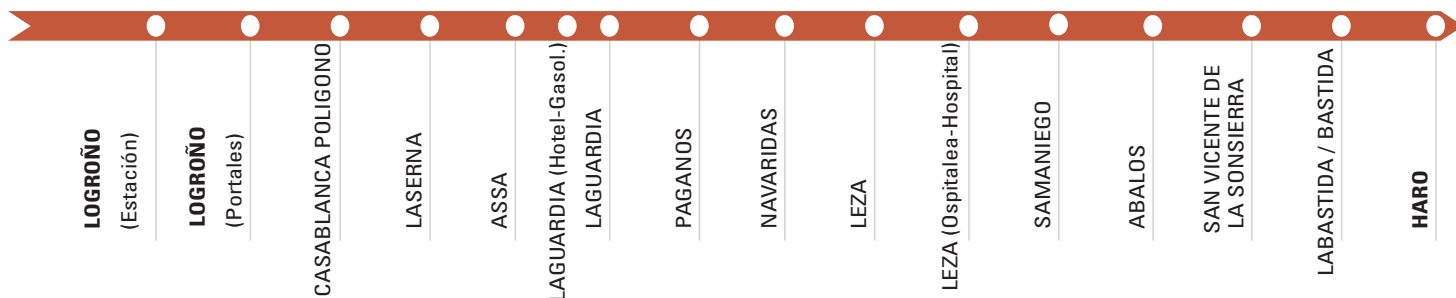 LOGROÑO
(Estación)
LOGROÑO
(Portales)
CASABLANCA POLIGONO
LASERNA
ASSA
LAGUARDIA (Hotel-Gasol.)
LAGUARDIA
PAGANOS
NAVARIDAS
LEZA
LEZA (Ospitalea-Hospital)
SAMANIEGO
ABALOS
SAN VICENTE DE
LA SONSIERRA
LABASTIDA / BASTIDA
HARO